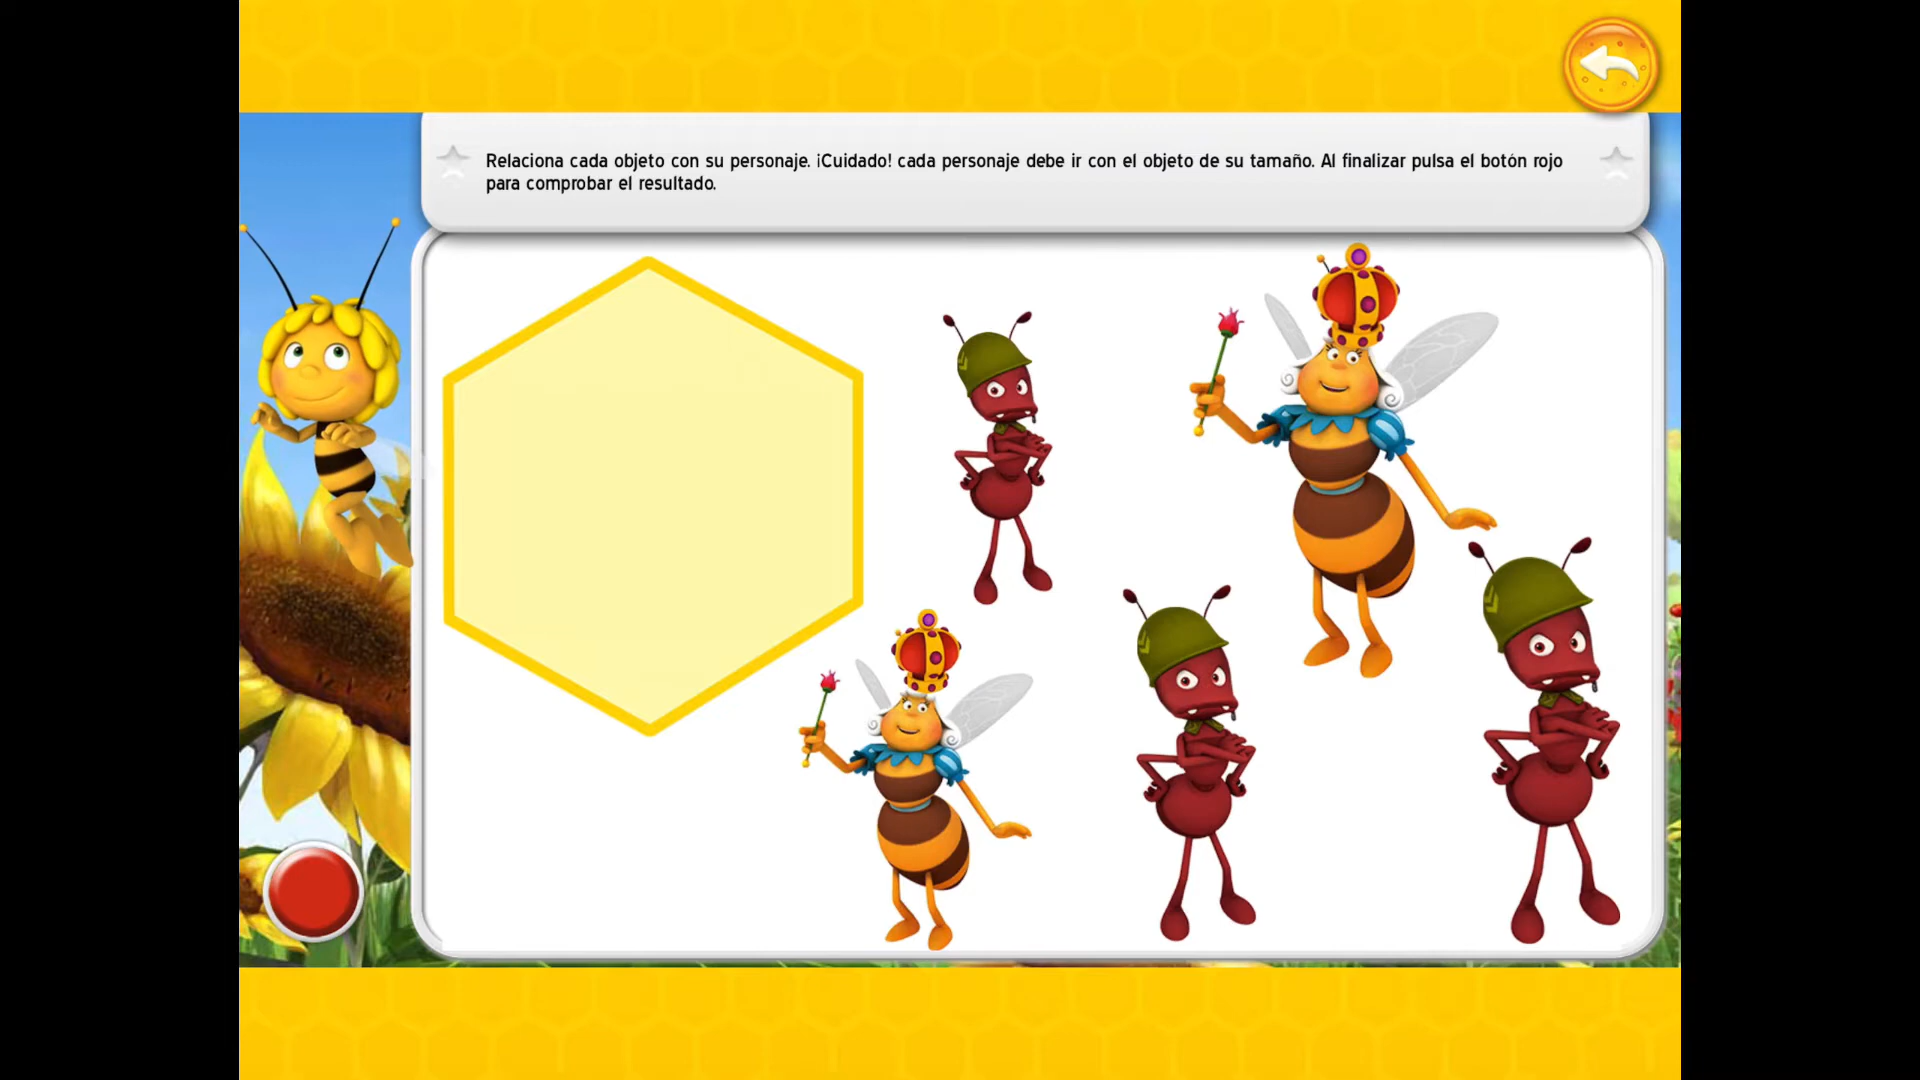 Relaciona cada objeto con su personaje. ¡Cuidado! cada personaje debe ir con el objeto de su tamaño. Al finalizar pulsa el botón rojo
para comprobar el resultado.